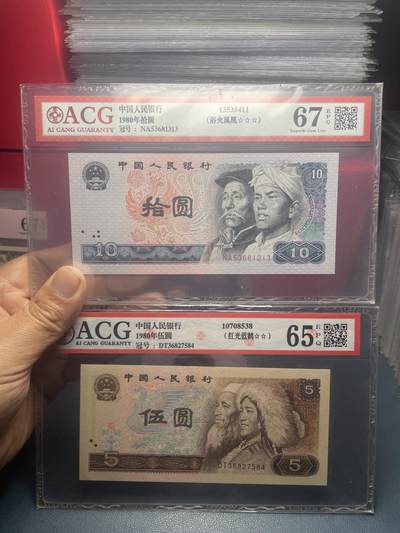 ACG
AI CANG GUARANTY
中国人民银行
1980年拾圆
冠号：NA53681313
13535411
（浴火凤凰☆☆☆）
67 EPQ
Superb Gem Unc
中国人民银行
10
拾圆
NA53681313
10
10
67
ACG
AI CANG GUARANTY
中国人民银行
1980年伍圆
冠号：DT36827584
10708538
（红光苍鹤☆☆）
65 EPQ
中国人民银行
5
伍圆
DT36827584
5
5